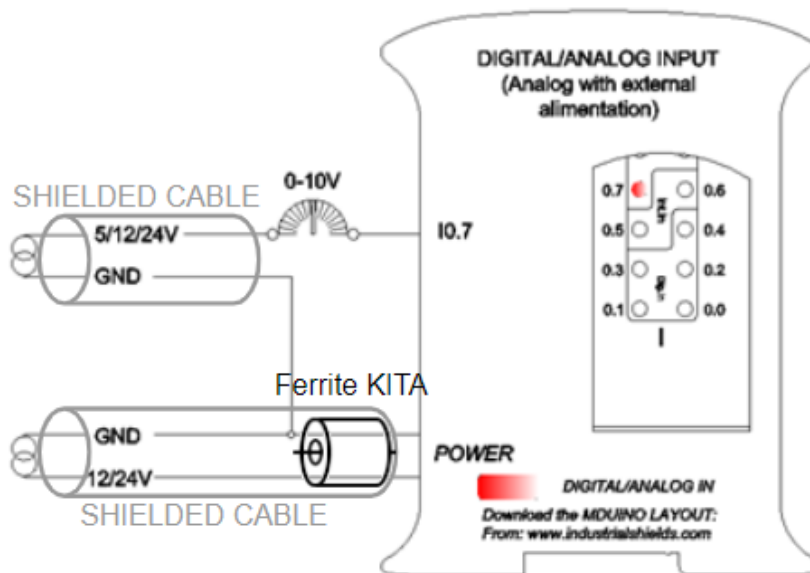 DIGITAL/ANALOG INPUT
(Analog with external
alimentation)
SHIELDED CABLE
0-10V
5/12/24V
I0.7
GND
0.7
0.6
0.5
0.4
0.3
0.2
0.1
0.0
I
Ferrite KITA
GND
12/24V
SHIELDED CABLE
POWER
DIGITAL/ANALOG IN
Download the MDUINO LAYOUT:
From: www.industrialshields.com